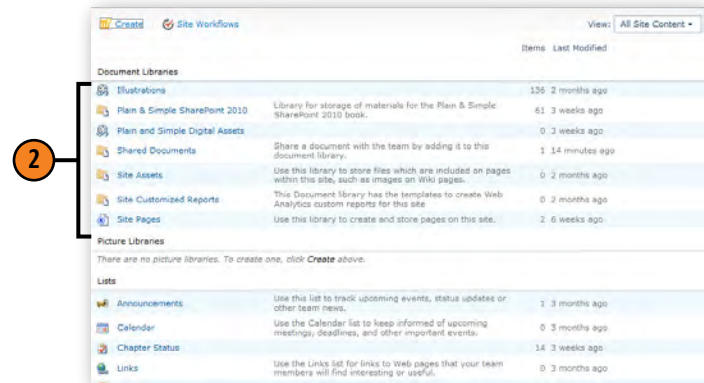 Create Site Workflows View: All Site Content
Items Last Modified
Document Libraries
Illustrations 136 2 months ago
Plain & Simple SharePoint 2010 Library for storage of materials for the Plain & Simple SharePoint 2010 book. 61 3 weeks ago
Plain and Simple Digital Assets 0 3 weeks ago
2
Shared Documents Share a document with the team by adding it to this document library. 1 14 minutes ago
Site Assets Use this library to store files which are included on pages within this site, such as images on Wiki pages. 0 2 months ago
Site Customized Reports This Document library has the templates to create Web Analytics custom reports for this site 0 2 months ago
Site Pages Use this library to create and store pages on this site. 2 6 weeks ago
Picture Libraries
There are no picture libraries. To create one, click Create above.
Lists
Announcements Use this list to track upcoming events, status updates or other team news. 1 3 months ago
Calendar Use the Calendar list to keep informed of upcoming meetings, deadlines, and other important events. 0 3 months ago
Chapter Status 14 3 weeks ago
Links Use the Links list for links to Web pages that your team members will find interesting or useful. 0 3 months ago